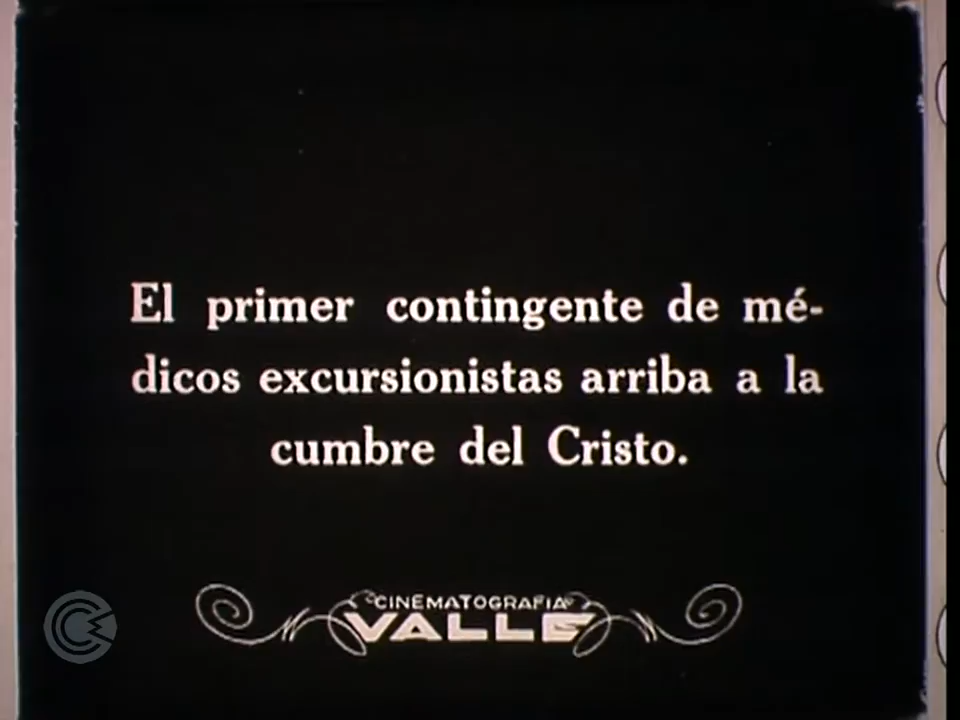 El primer contingente de mé-
dicos excursionistas arriba a la
cumbre del Cristo.
CINEMATOGRAFIA
VALLE